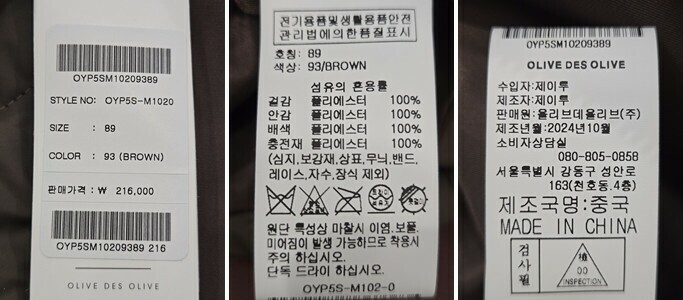 OYP5SM10209389
STYLE NO: OYP5S-M1020
SIZE : 89
COLOR : 93 (BROWN)
판매가격 : ₩ 216,000
OYP5SM10209389 216
OLIVE DES OLIVE
전기용품및생활용품안전
관리법에의한품질표시
호칭: 89
색상: 93/BROWN
섬유의 혼용률
겉감 폴리에스터 100%
안감 폴리에스터 100%
배색 폴리에스터 100%
충전재 폴리에스터 100%
(심지,보강재,상표,무늬,밴드,
레이스,자수,장식 제외)
원단 특성상 마찰시 이염,보풀,
미어짐이 발생 가능하므로 착용시
주의 하십시오.
단독 드라이 하십시오.
OYP5S-M102-0
OYP5SM10209389
OLIVE DES OLIVE
수입자:제이투
제조자:제이투
판매원:올리브데올리브(주)
제조년월:2024년10월
소비자상담실
080-805-0858
서울특별시 강동구 성안로
163(천호동.4층)
제조국명:중국
MADE IN CHINA
검사필
00
INSPECTION